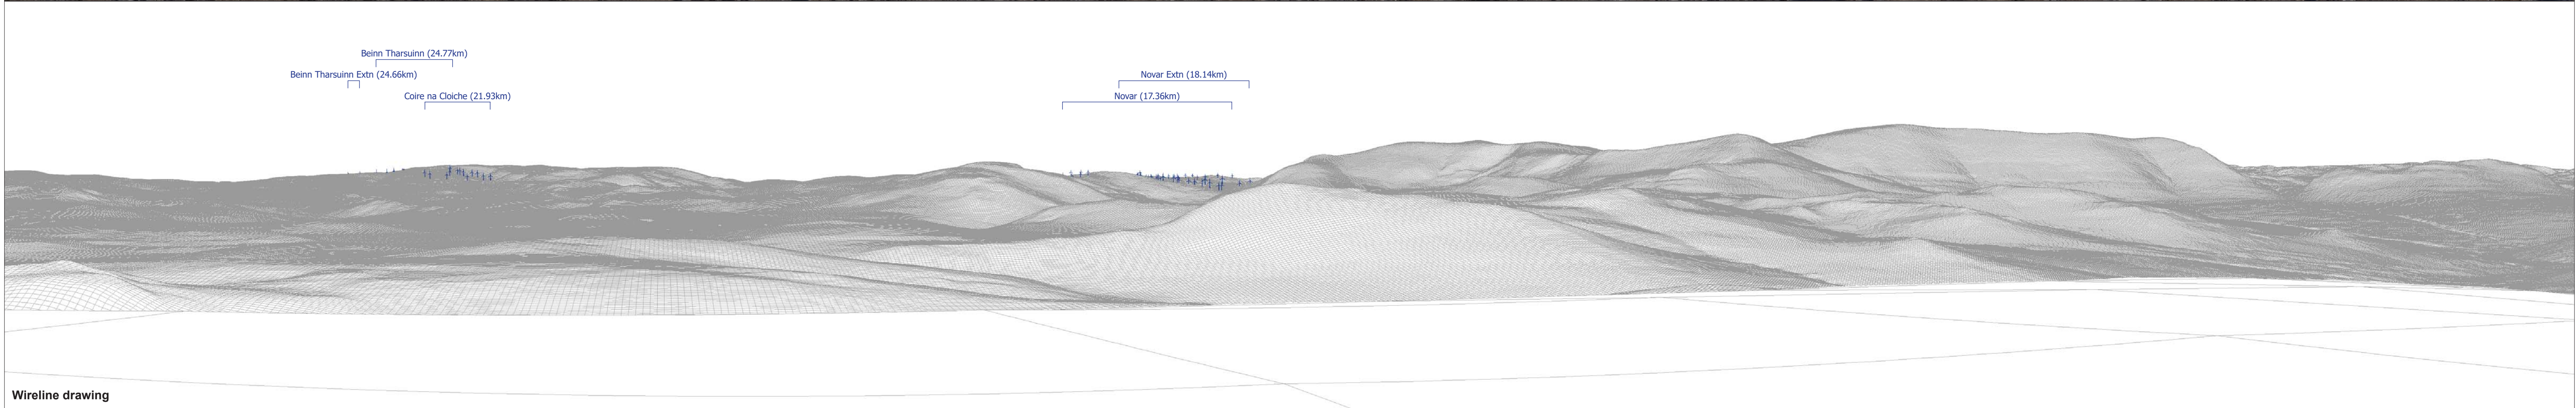 Beinn Tharsuinn (24.77km)
Beinn Tharsuinn Extn (24.66km)
Coire na Cloiche (21.93km)
Novar Extn (18.14km)
Novar (17.36km)
Wireline drawing